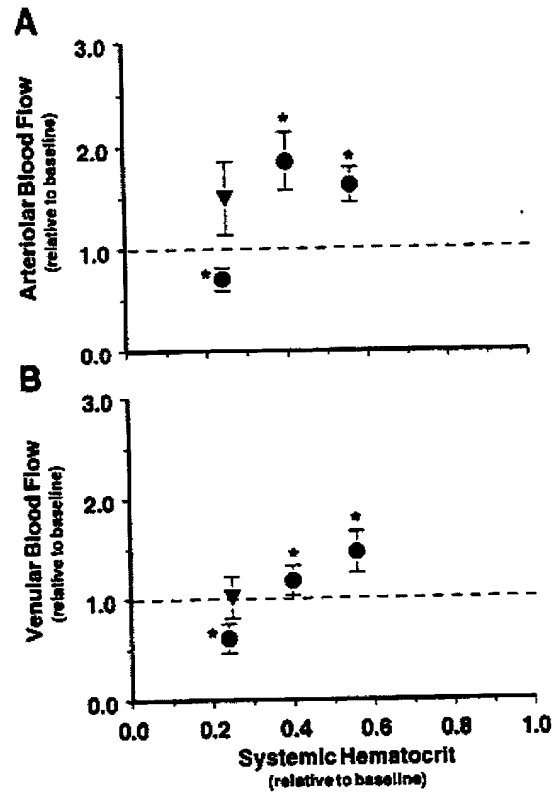 A
3.0
2.0
1.0
0.0
Arteriolar Blood Flow
(relative to baseline)
*
*
*
B
3.0
2.0
1.0
0.0
Venular Blood Flow
(relative to baseline)
*
*
*
0.0 0.2 0.4 0.6 0.8 1.0
Systemic Hematocrit
(relative to baseline)